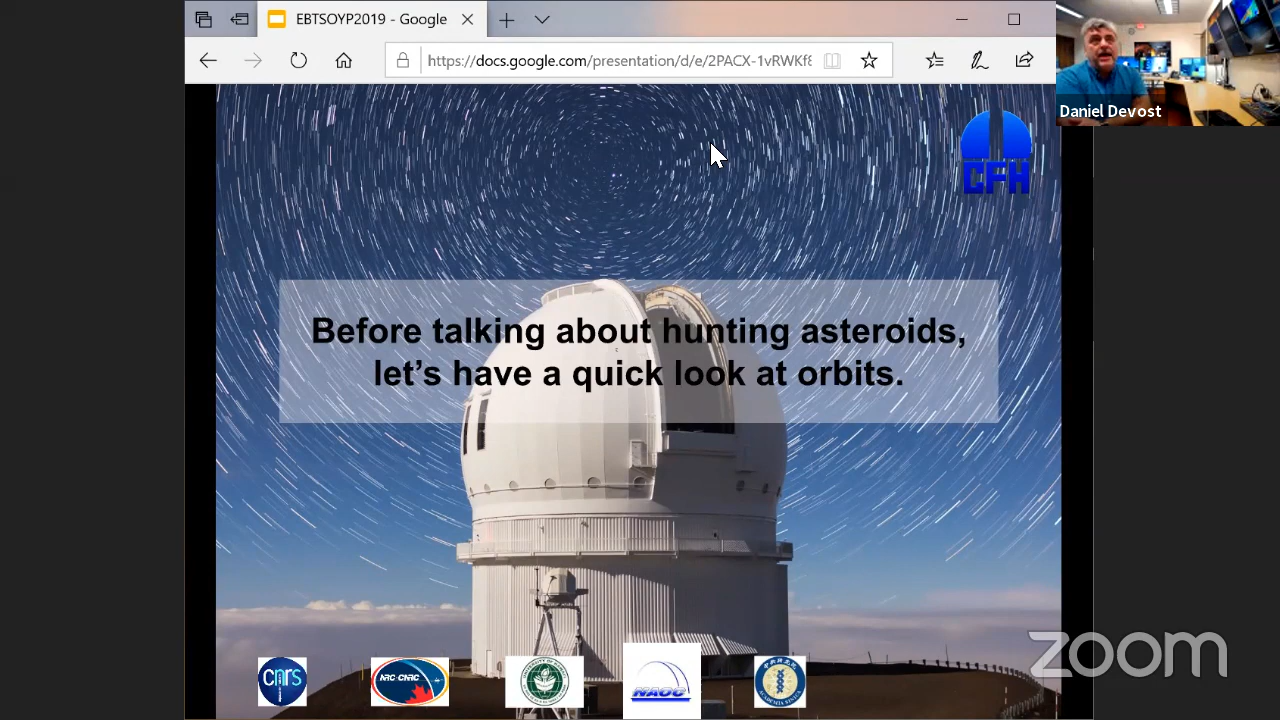 EBTSOYP2019 - Google
https://docs.google.com/presentation/d/e/2PACX-1vRWKf
Daniel Devost
CFH
Before talking about hunting asteroids,
let's have a quick look at orbits.
zoom
cnrs
NRC·CNRC
NAOC